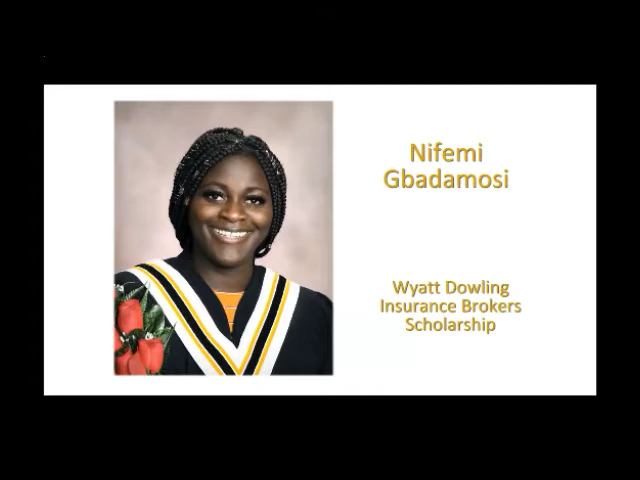 Nifemi
Gbadamosi
Wyatt Dowling
Insurance Brokers
Scholarship